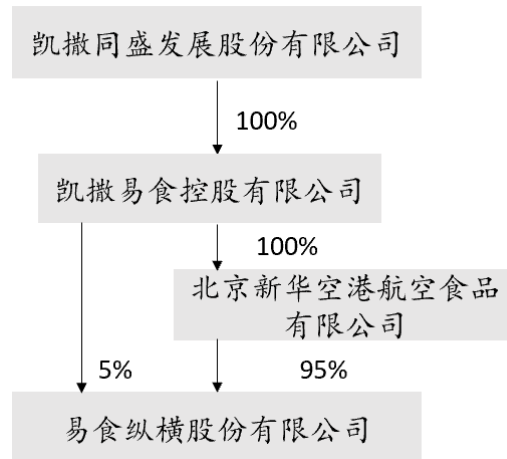 凯撒同盛发展股份有限公司
100%
凯撒易食控股有限公司
100%
北京新华空港航空食品
有限公司
5%
95%
易食纵横股份有限公司